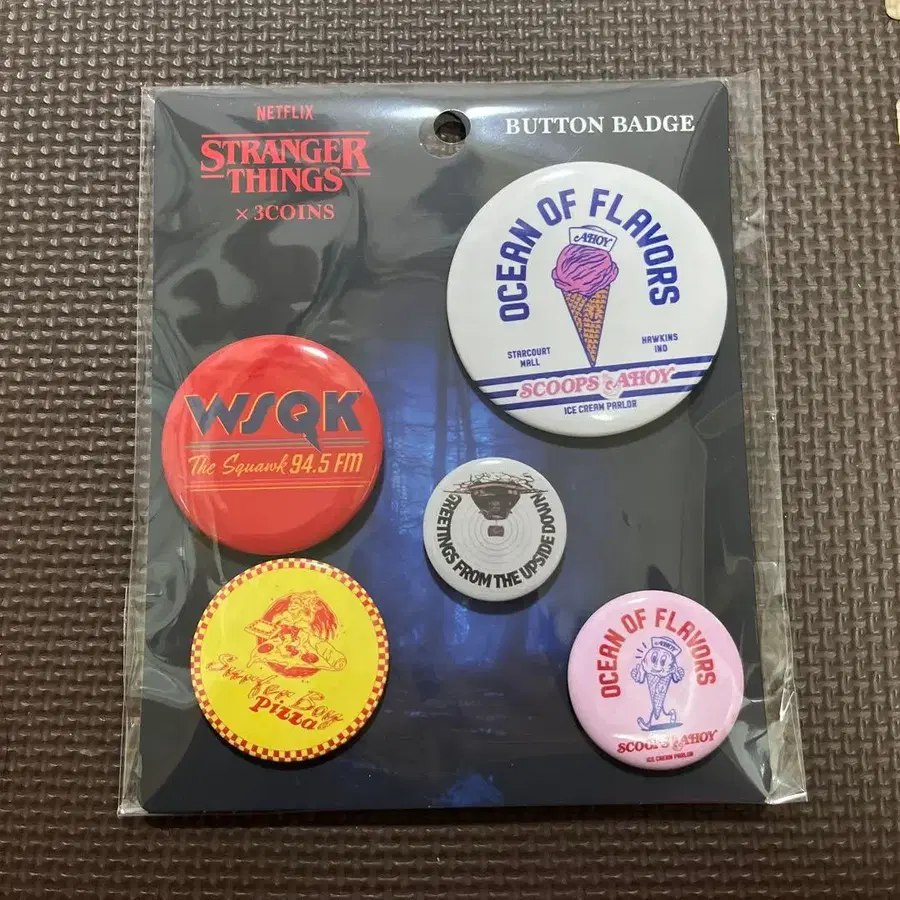 NETFLIX
STRANGER
THINGS
× 3COINS
BUTTON BADGE
OCEAN OF FLAVORS
AHOY
STARCOURT
MALL
HAWKINS
IND
SCOOPS AHOY
ICE CREAM PARLOR
WSQK
The Squawk 94.5 FM
GREETINGS FROM THE UPSIDE DOWN
Surfer Boy
Pizza
OCEAN OF FLAVORS
AHOY
SCOOPS AHOY
ICE CREAM PARLOR